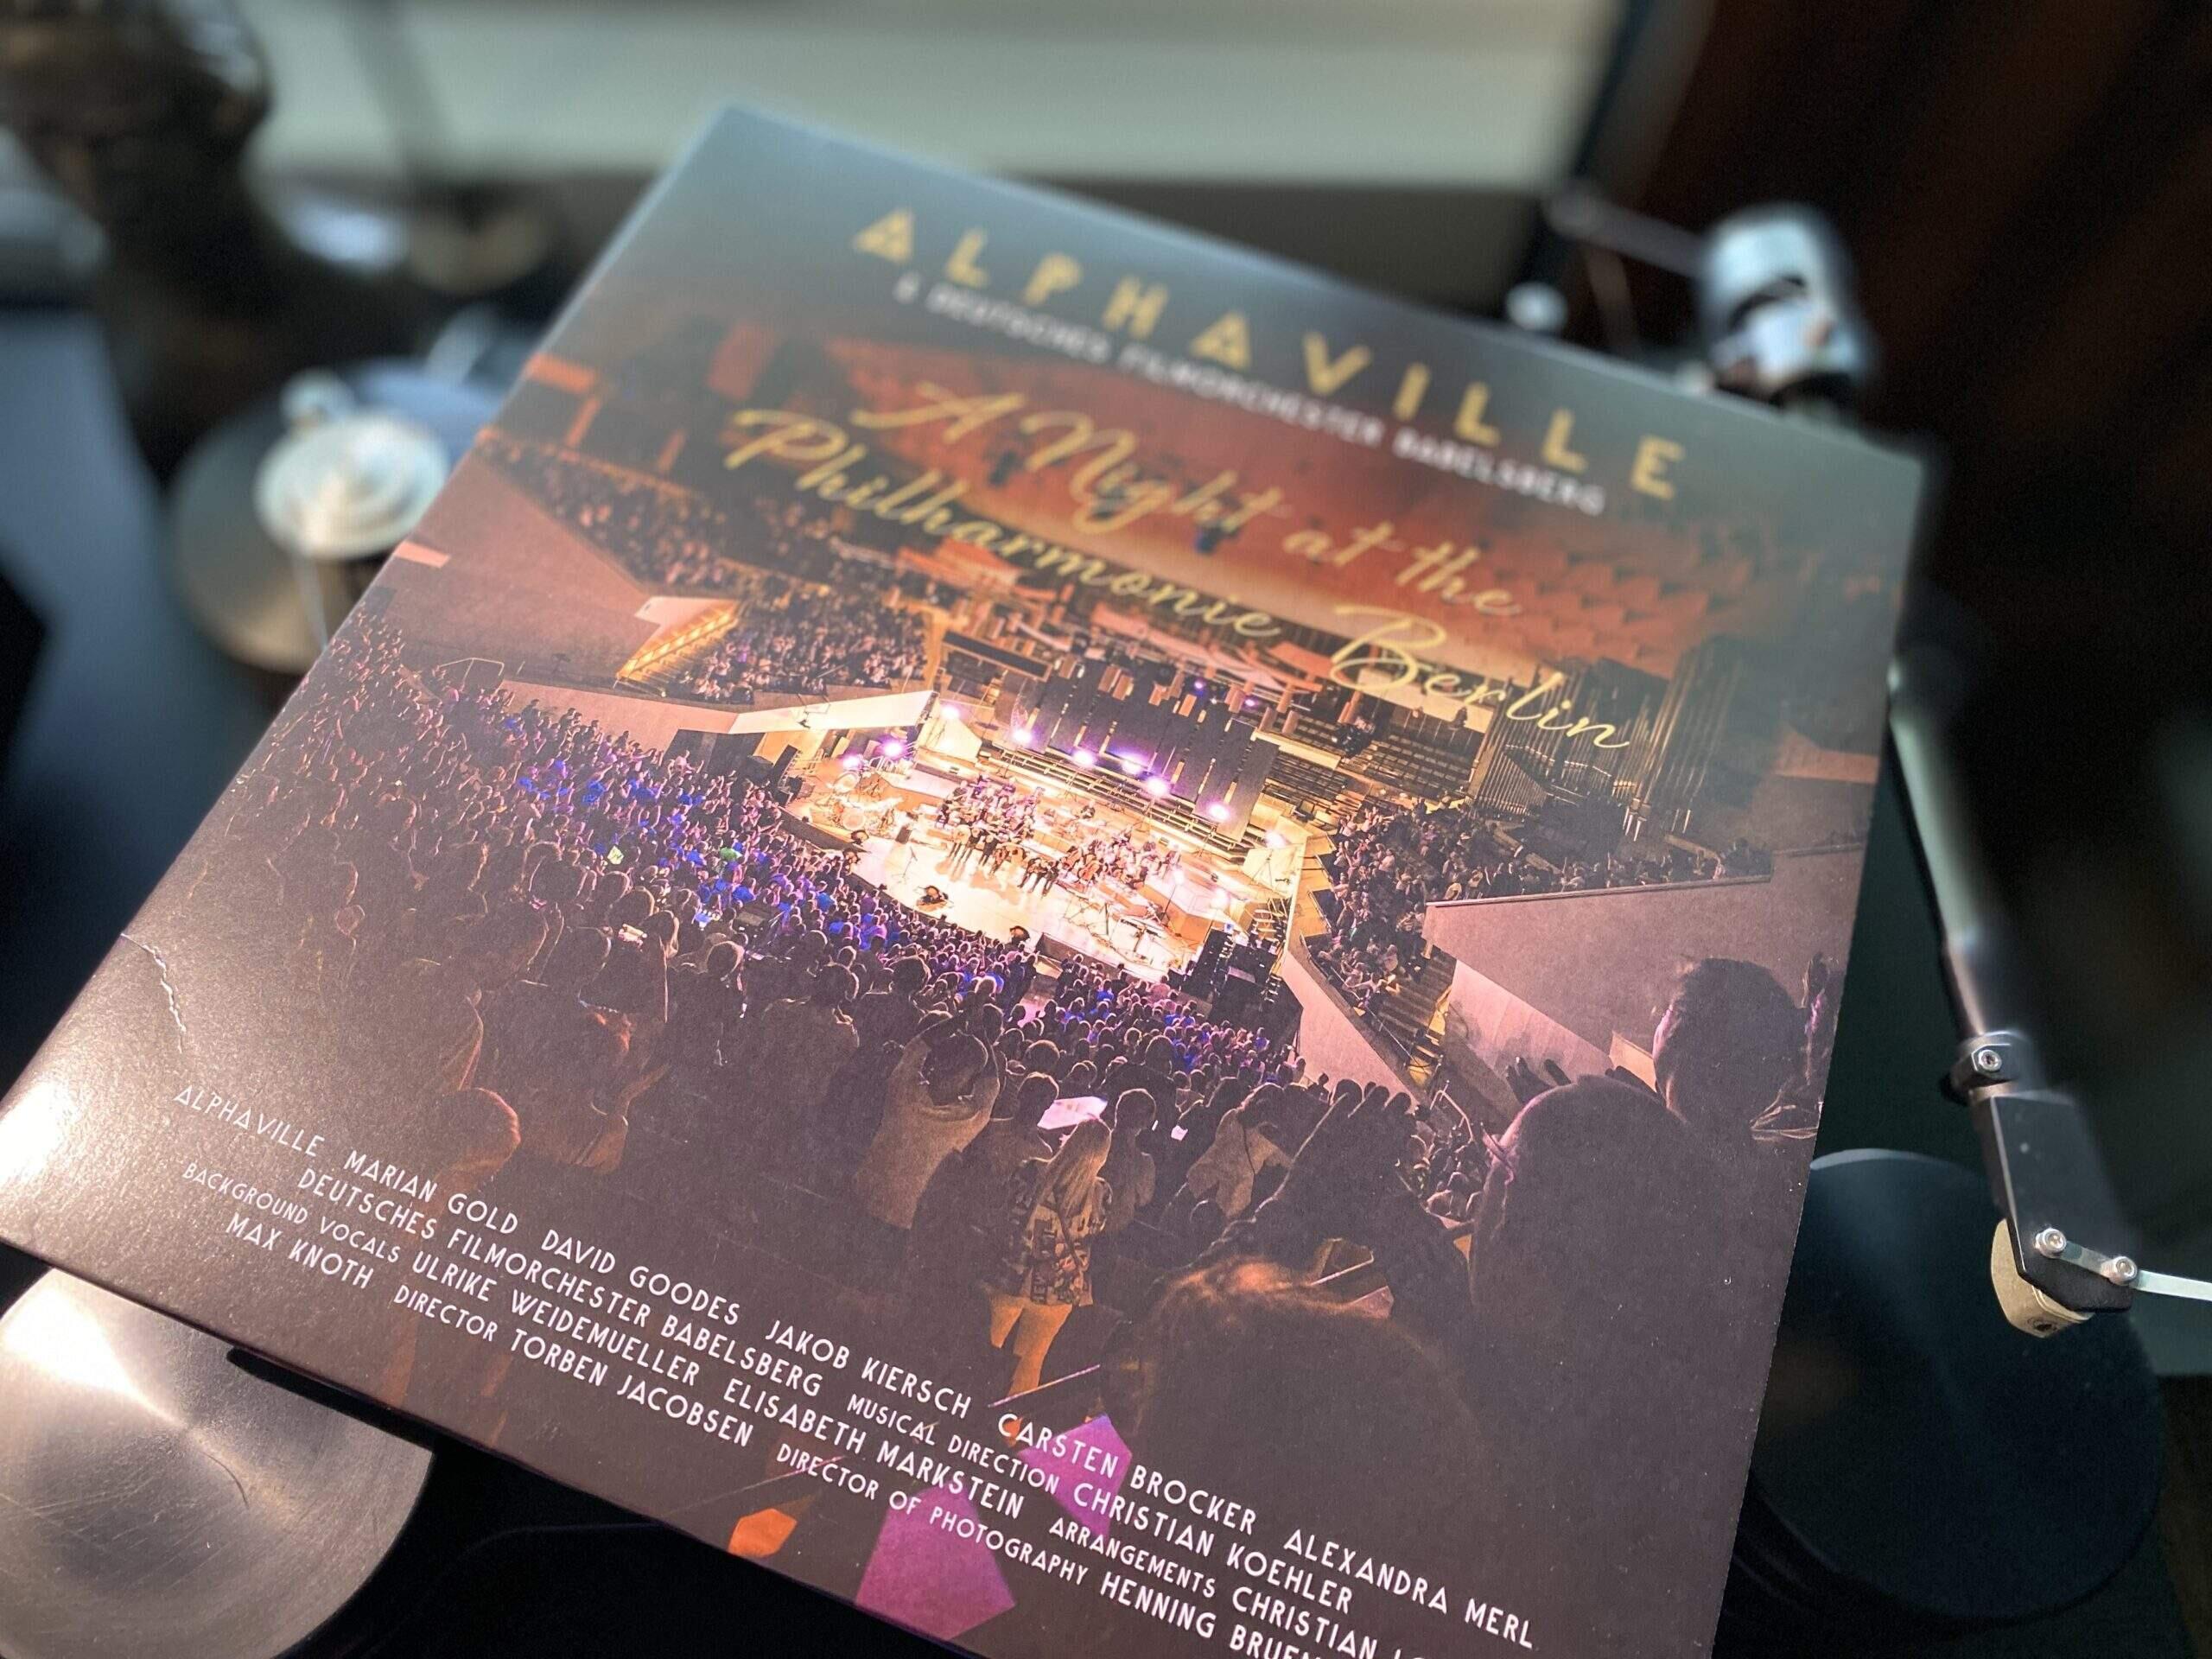 ALPHAVILLE
& DEUTSCHES FILMORCHESTER BABELSBERG
A Night at the
Philharmonie Berlin
ALPHAVILLE MARIAN GOLD DAVID GOODES JAKOB KIERSCH CARSTEN BROCKER ALEXANDRA MERL
DEUTSCHES FILMORCHESTER BABELSBERG MUSICAL DIRECTION CHRISTIAN KOEHLER
BACKGROUND VOCALS ULRIKE WEIDEMUELLER ELISABETH MARKSTEIN ARRANGEMENTS CHRISTIAN
MAX KNOTH DIRECTOR TORBEN JACOBSEN DIRECTOR OF PHOTOGRAPHY HENNING